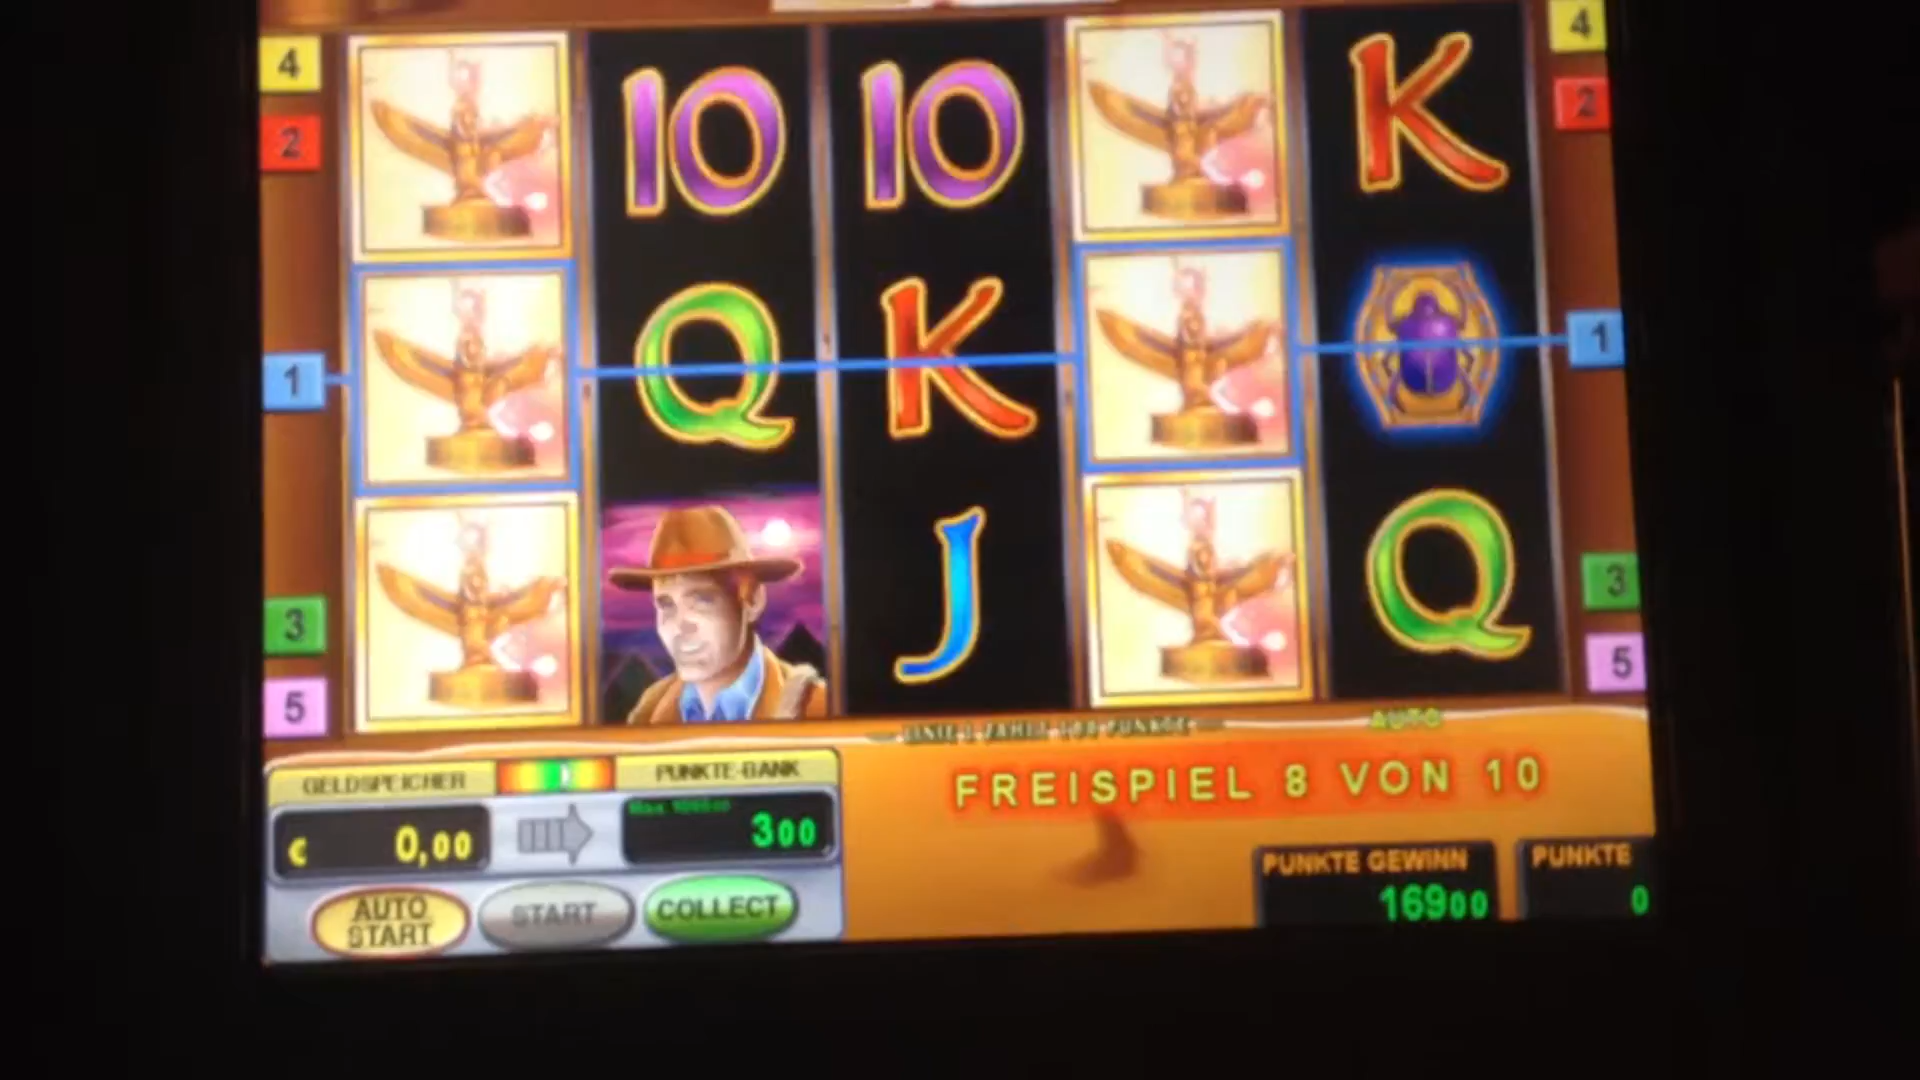 4 4
2 10 10 K 2
1 Q K 1
3 J Q 3
5 5
AUTO
GELDSPEICHER PUNKTE-BANK
FREISPIEL 8 VON 10
€ 0,00 300
PUNKTE GEWINN PUNKTE
16900 0
AUTO START START COLLECT